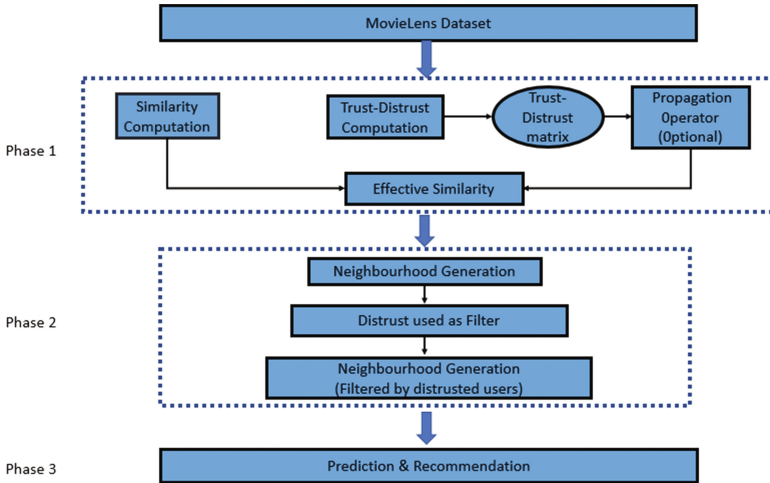 MovieLens Dataset
Phase 1
Similarity
Computation
Trust-Distrust
Computation
Trust-
Distrust
matrix
Propagation
0perator
(0ptional)
Effective Similarity
Phase 2
Neighbourhood Generation
Distrust used as Filter
Neighbourhood Generation
(Filtered by distrusted users)
Phase 3
Prediction & Recommendation